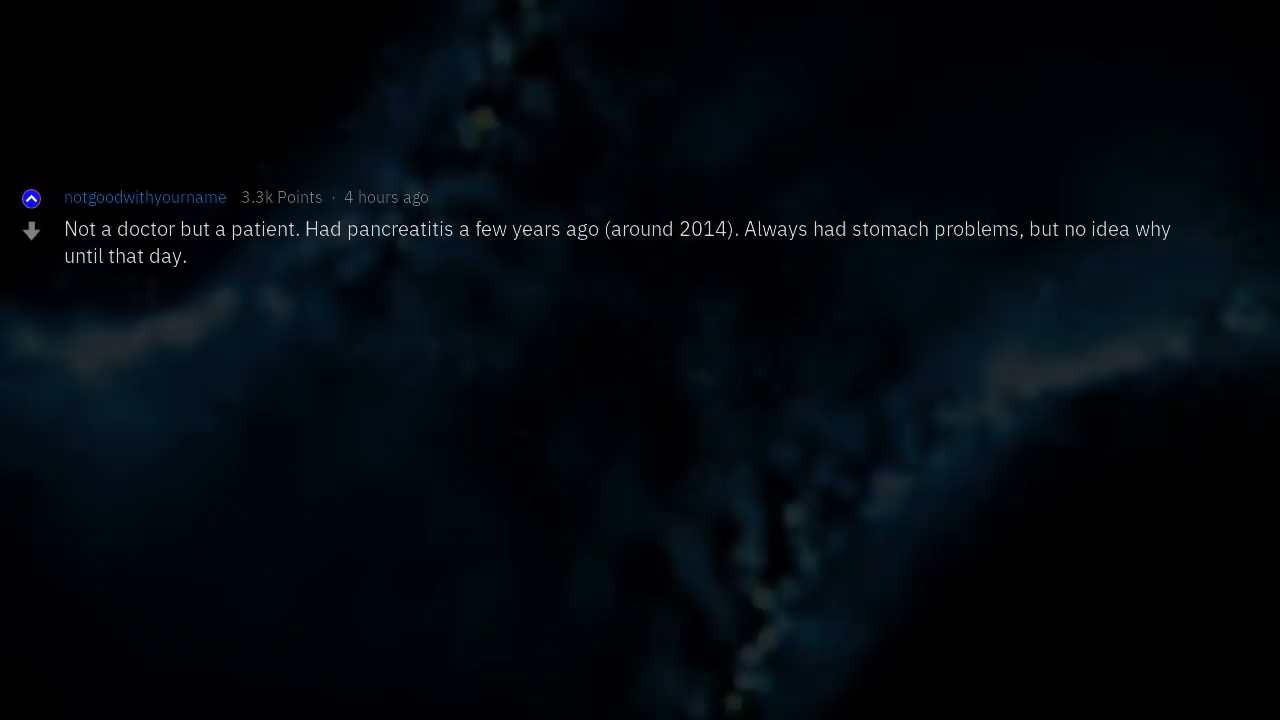 notgoodwithyourname 3.3k Points · 4 hours ago
Not a doctor but a patient. Had pancreatitis a few years ago (around 2014). Always had stomach problems, but no idea why
until that day.